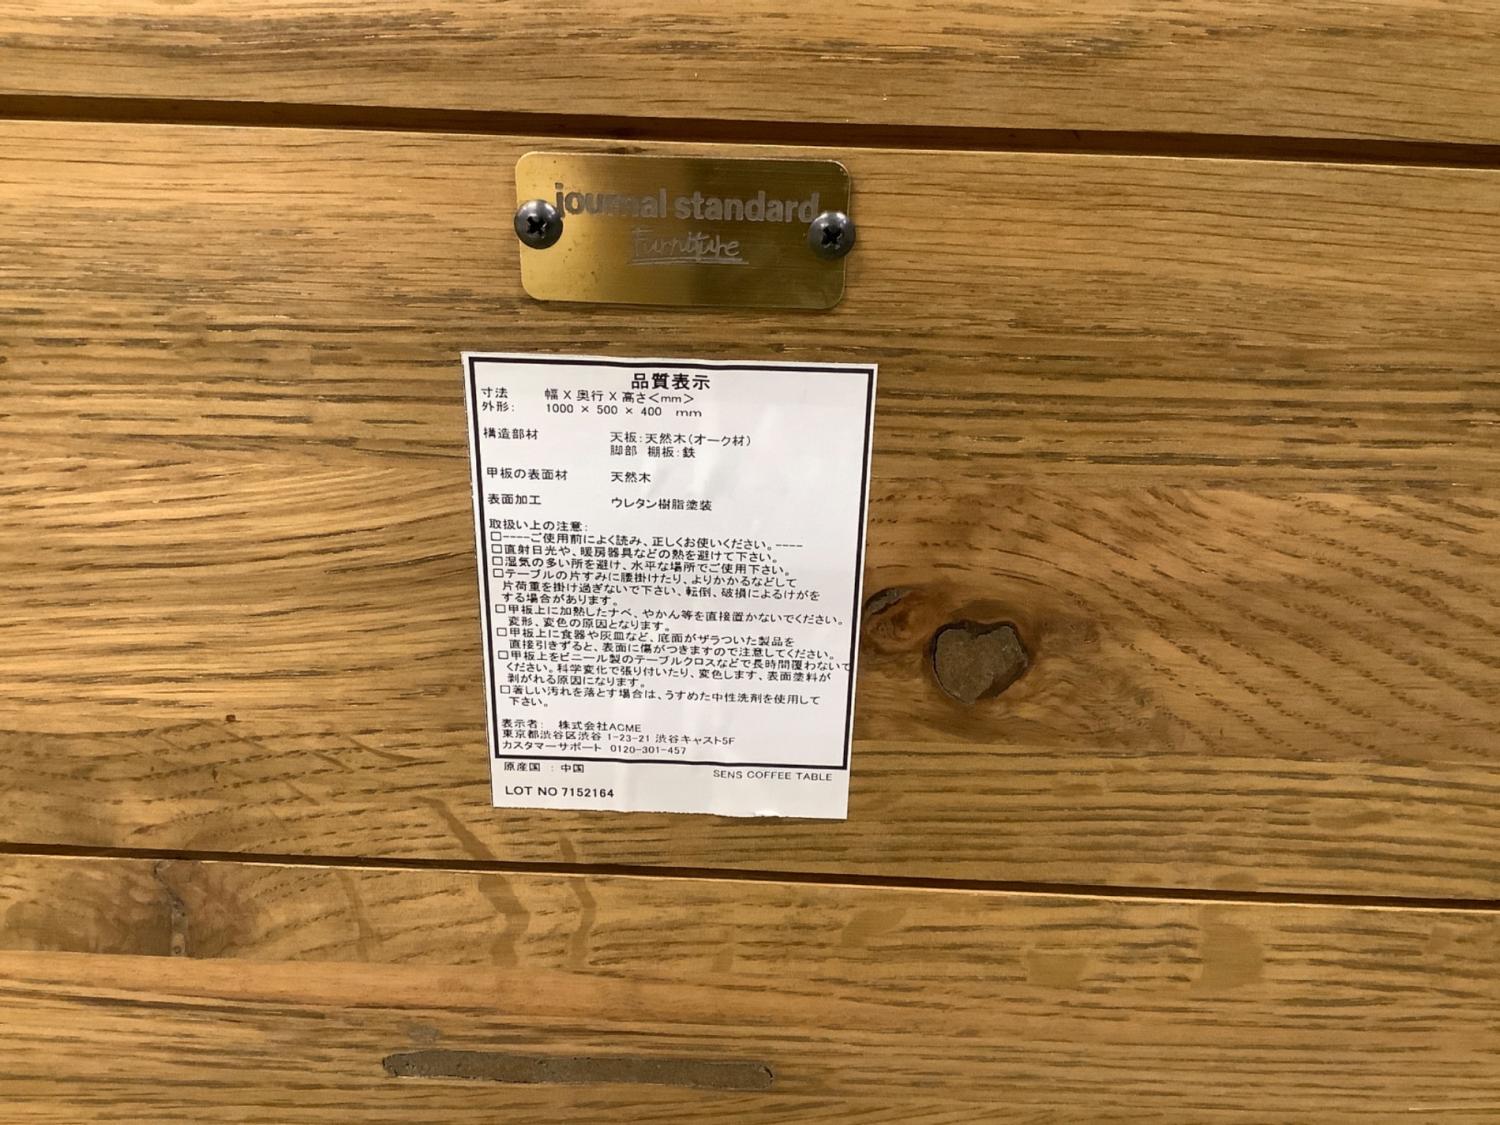 journal standard
Furniture
品質表示
寸法 幅 X 奥行 X 高さ<mm>
外形: 1000 × 500 × 400 mm
構造部材 天板:天然木(オーク材)
脚部 棚板:鉄
甲板の表面材 天然木
表面加工 ウレタン樹脂塗装
取扱い上の注意:
□----ご使用前によく読み、正しくお使いください。----
□直射日光や、暖房器具などの熱を避けて下さい。
□湿気の多い所を避け、水平な場所でご使用下さい。
□テーブルの片すみに腰掛けたり、よりかかるなどして
片荷重を掛け過ぎないで下さい、転倒、破損によるけがを
する場合があります。
□甲板上に加熱したナベ、やかん等を直接置かないでください。
変形、変色の原因となります。
□甲板上に食器や灰皿など、底面がザラついた製品を
直接引きずると、表面に傷がつきますので注意してください。
□甲板上をビニール製のテーブルクロスなどで長時間覆わないで
ください。科学変化で張り付いたり、変色します、表面塗料が
剥がれる原因になります。
□著しい汚れを落とす場合は、うすめた中性洗剤を使用して
下さい。
表示者: 株式会社ACME
東京都渋谷区渋谷 1-23-21 渋谷キャスト5F
カスタマーサポート 0120-301-457
原産国 : 中国 SENS COFFEE TABLE
LOT NO 7152164